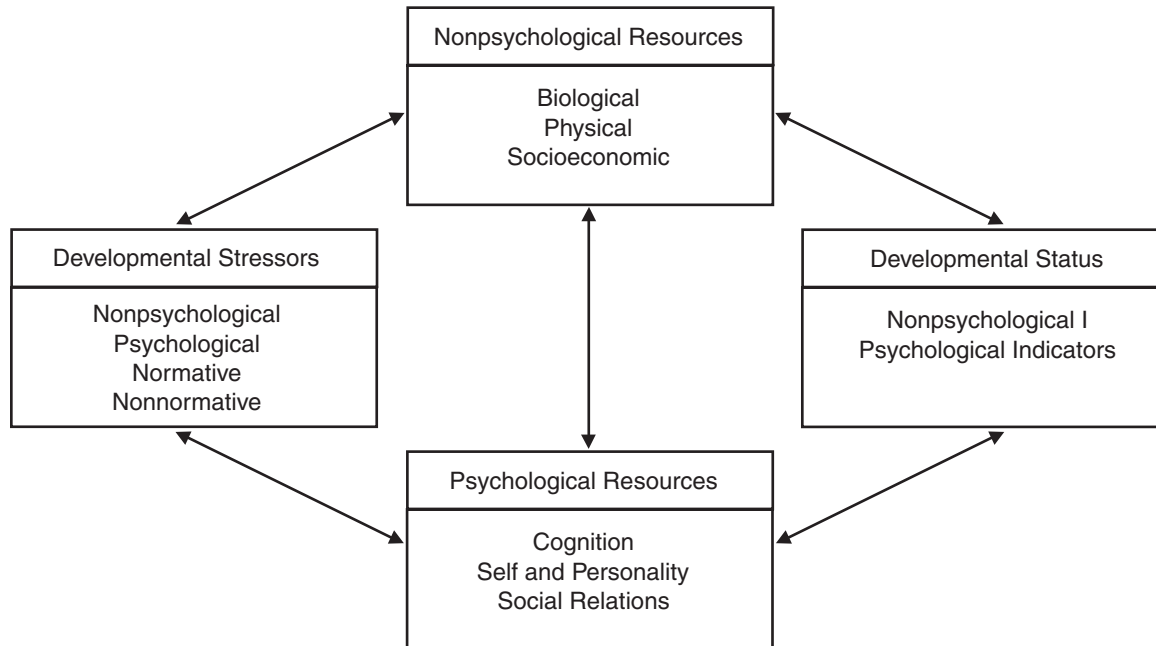 Nonpsychological Resources
Biological
Physical
Socioeconomic
Developmental Stressors
Nonpsychological
Psychological
Normative
Nonnormative
Developmental Status
Nonpsychological I
Psychological Indicators
Psychological Resources
Cognition
Self and Personality
Social Relations